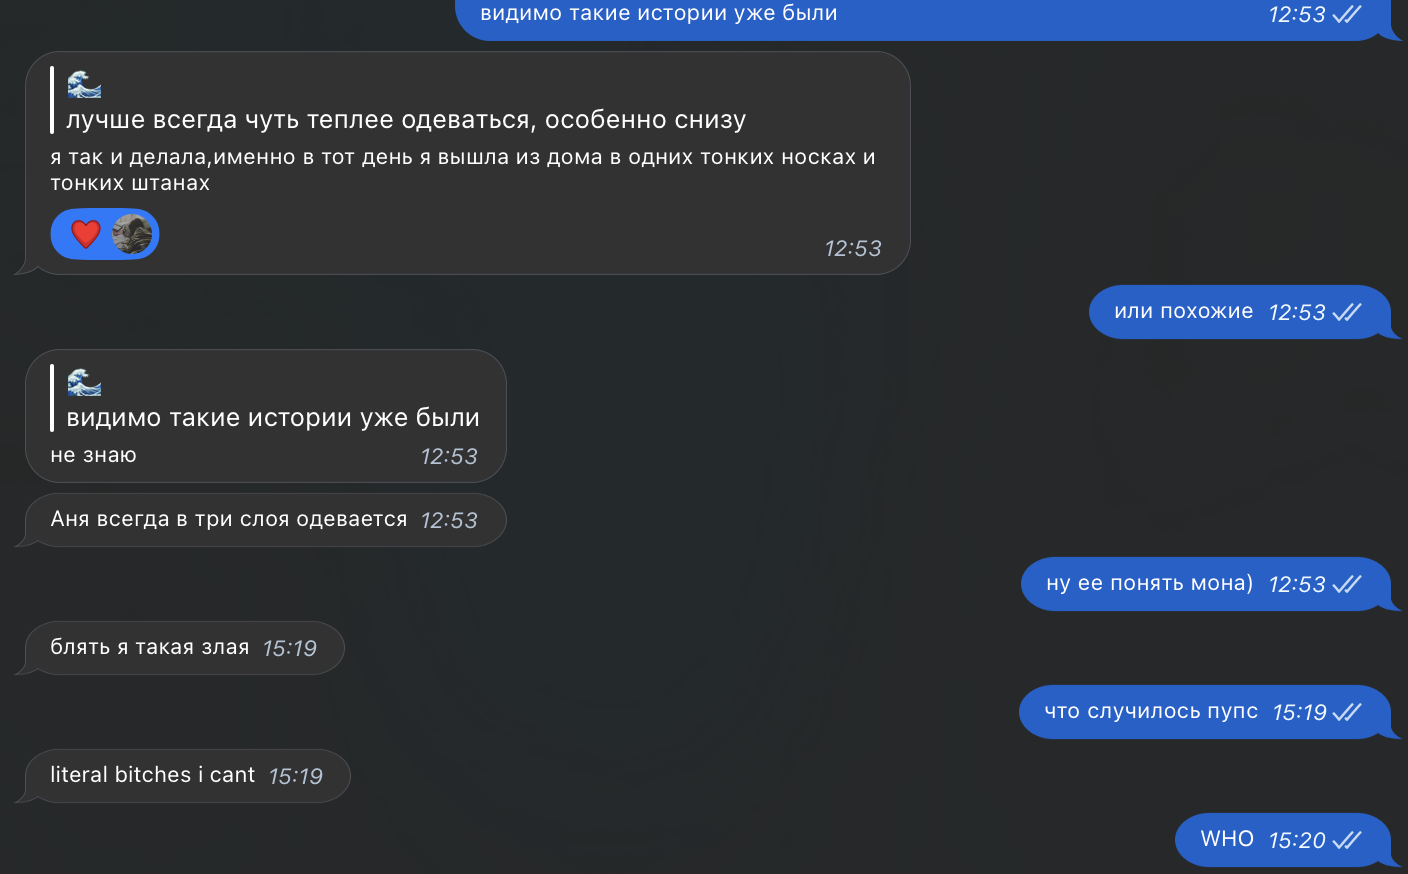 видимо такие истории уже были 12:53
🌊
лучше всегда чуть теплее одеваться, особенно снизу
я так и делала,именно в тот день я вышла из дома в одних тонких носках и
тонких штанах
❤️
12:53
или похожие 12:53
🌊
видимо такие истории уже были
не знаю 12:53
Аня всегда в три слоя одевается 12:53
ну ее понять мона) 12:53
блять я такая злая 15:19
что случилось пупс 15:19
literal bitches i cant 15:19
WHO 15:20